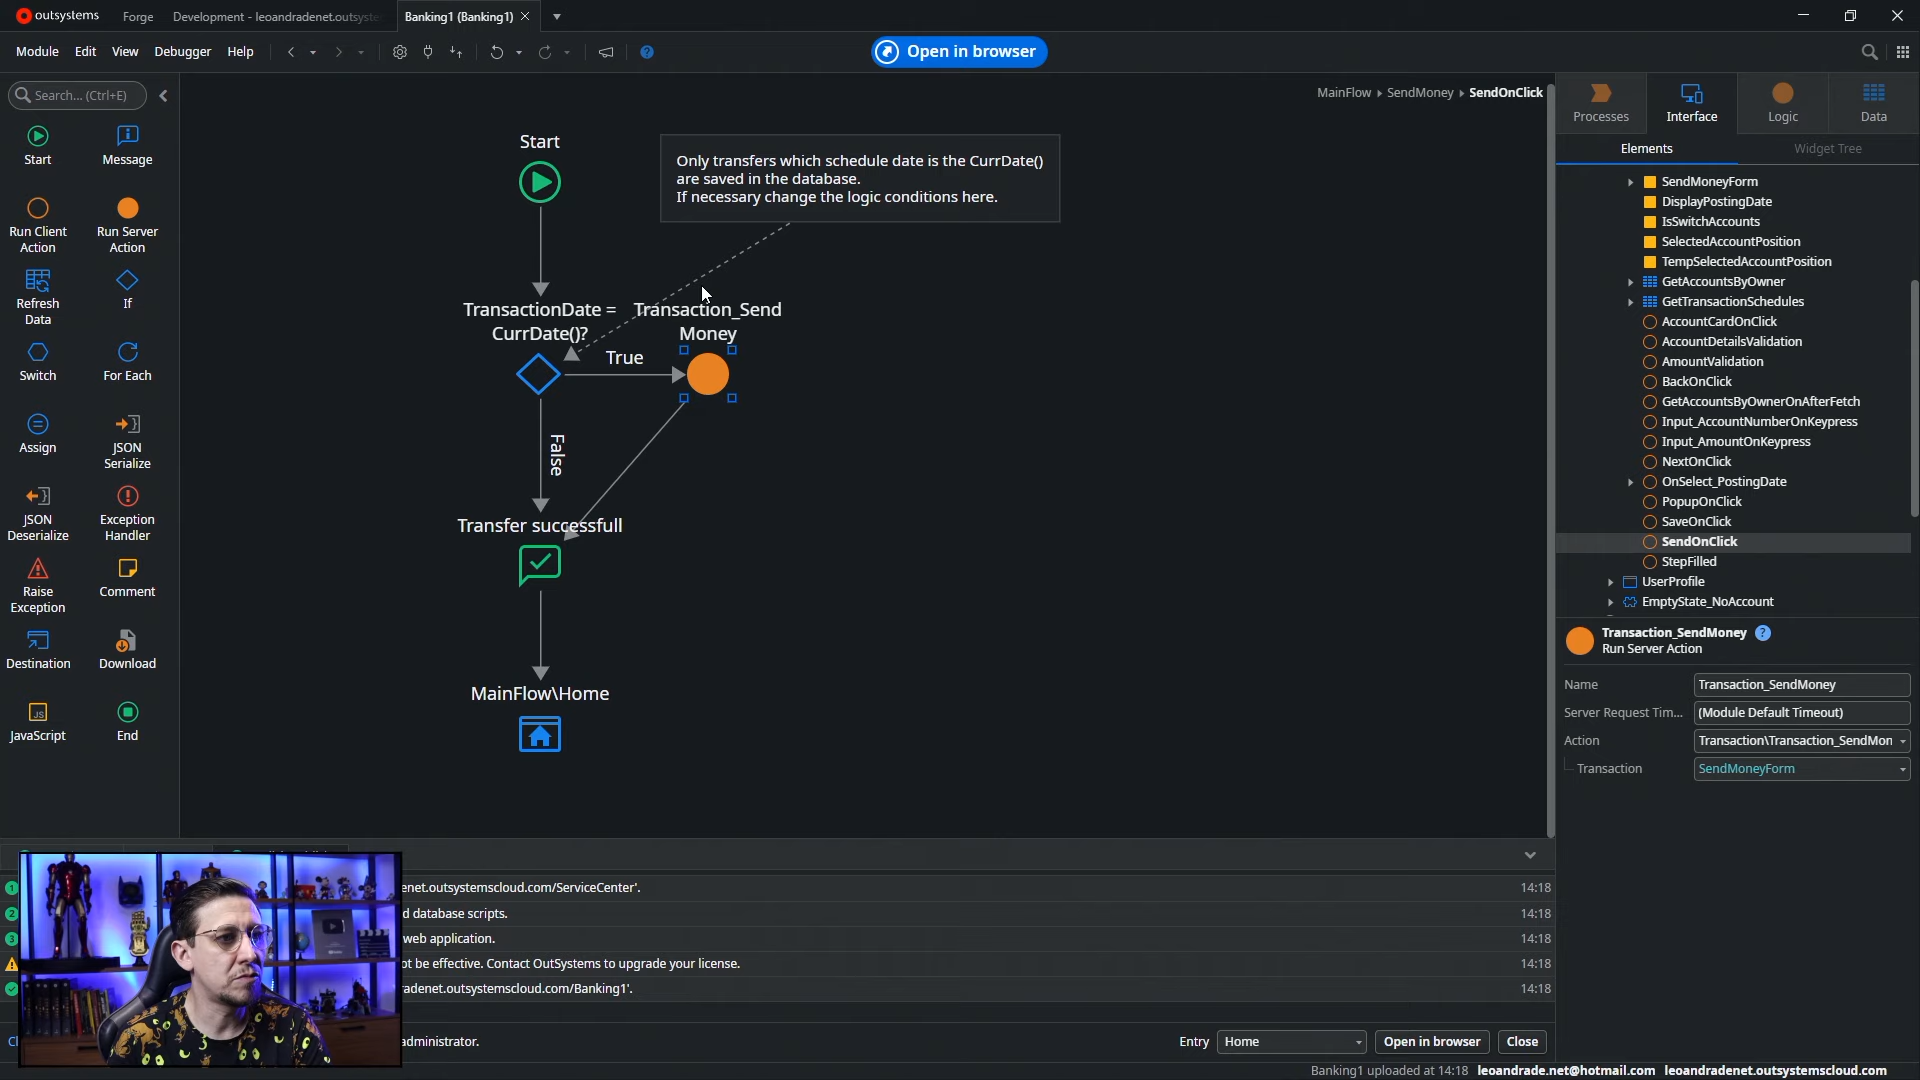 outsystems
Forge
Development - leoandradenet.outsyste
Banking1 (Banking1)
Module
Edit
View
Debugger
Help
Open in browser
Search... (Ctrl+E)
Start
Message
Run Client
Action
Run Server
Action
Refresh
Data
If
Switch
For Each
Assign
JSON
Serialize
JSON
Deserialize
Exception
Handler
Raise
Exception
Comment
Destination
Download
JavaScript
End
MainFlow
SendMoney
SendOnClick
Start
Only transfers which schedule date is the CurrDate()
are saved in the database.
If necessary change the logic conditions here.
TransactionDate =
CurrDate()?
Transaction_Send
Money
True
False
Transfer successfull
MainFlow\Home
Processes
Interface
Logic
Data
Elements
Widget Tree
SendMoneyForm
DisplayPostingDate
IsSwitchAccounts
SelectedAccountPosition
TempSelectedAccountPosition
GetAccountsByOwner
GetTransactionSchedules
AccountCardOnClick
AccountDetailsValidation
AmountValidation
BackOnClick
GetAccountsByOwnerOnAfterFetch
Input_AccountNumberOnKeypress
Input_AmountOnKeypress
NextOnClick
OnSelect_PostingDate
PopupOnClick
SaveOnClick
SendOnClick
StepFilled
UserProfile
EmptyState_NoAccount
Transaction_SendMoney
Run Server Action
Name
Transaction_SendMoney
Server Request Tim...
(Module Default Timeout)
Action
Transaction\Transaction_SendMon
Transaction
SendMoneyForm
1
enet.outsystemscloud.com/ServiceCenter'.
14:18
2
d database scripts.
14:18
3
web application.
14:18
ot be effective. Contact OutSystems to upgrade your license.
14:18
radenet.outsystemscloud.com/Banking1'.
14:18
administrator.
Entry
Home
Open in browser
Close
Banking1 uploaded at 14:18
leoandrade.net@hotmail.com
leoandradenet.outsystemscloud.com